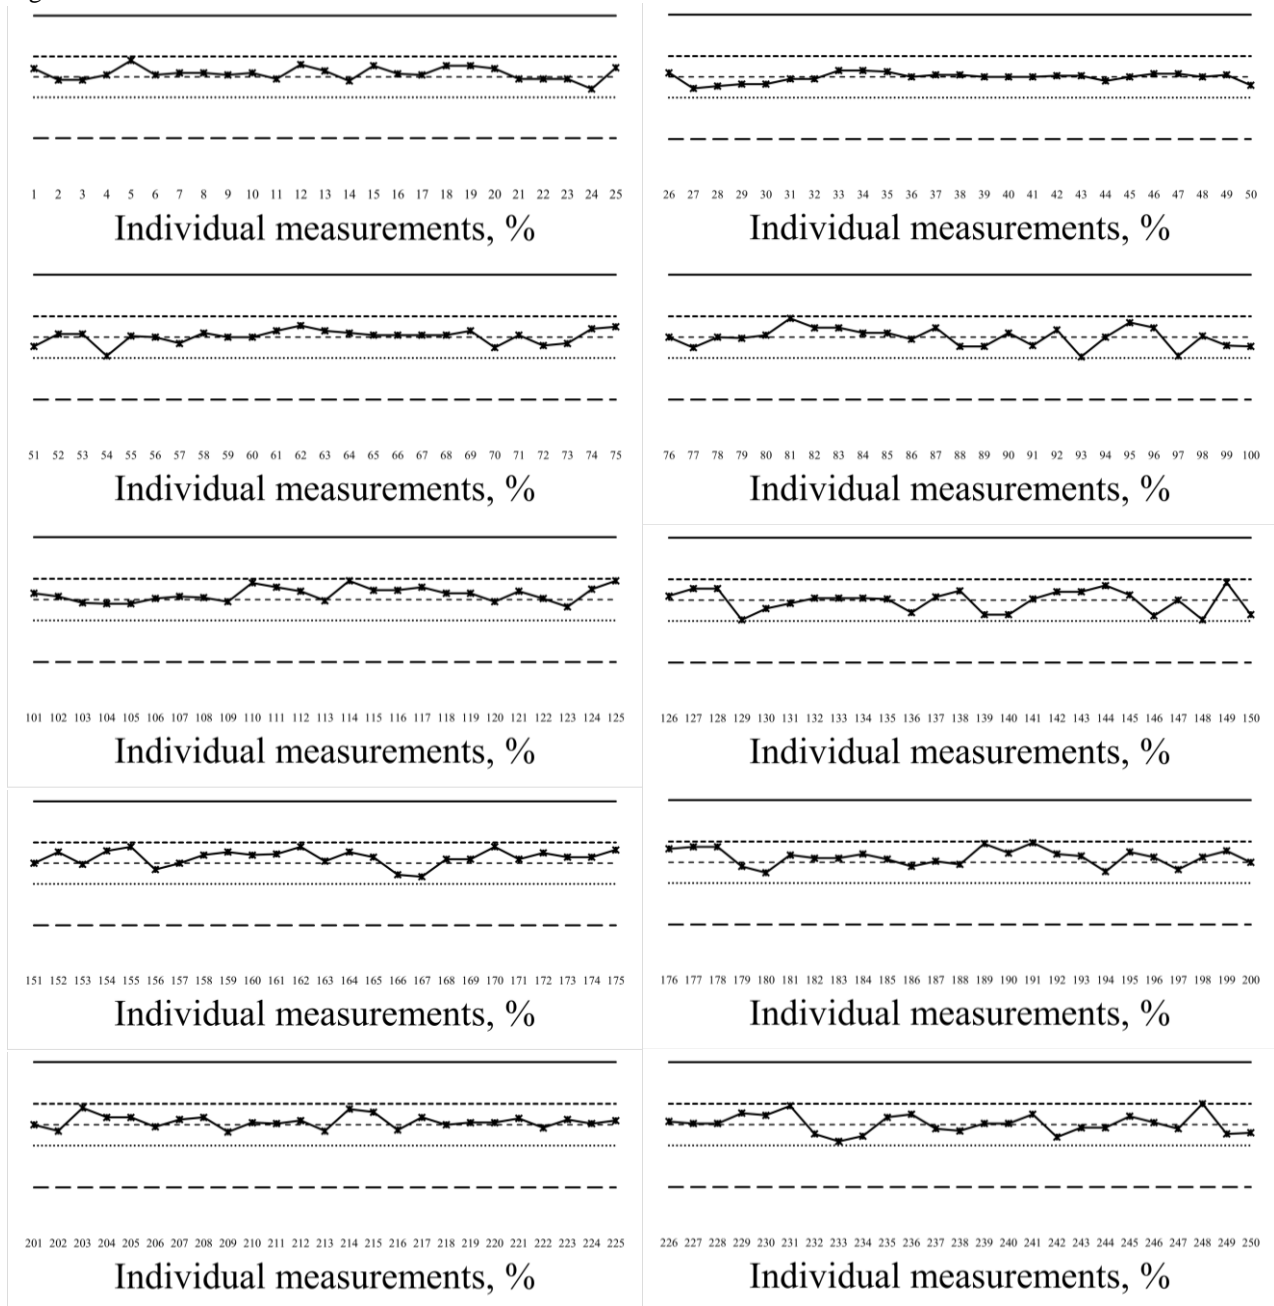 1 2 3 4 5 6 7 8 9 10 11 12 13 14 15 16 17 18 19 20 21 22 23 24 25
Individual measurements, %
26 27 28 29 30 31 32 33 34 35 36 37 38 39 40 41 42 43 44 45 46 47 48 49 50
Individual measurements, %
51 52 53 54 55 56 57 58 59 60 61 62 63 64 65 66 67 68 69 70 71 72 73 74 75
Individual measurements, %
76 77 78 79 80 81 82 83 84 85 86 87 88 89 90 91 92 93 94 95 96 97 98 99 100
Individual measurements, %
101 102 103 104 105 106 107 108 109 110 111 112 113 114 115 116 117 118 119 120 121 122 123 124 125
Individual measurements, %
126 127 128 129 130 131 132 133 134 135 136 137 138 139 140 141 142 143 144 145 146 147 148 149 150
Individual measurements, %
151 152 153 154 155 156 157 158 159 160 161 162 163 164 165 166 167 168 169 170 171 172 173 174 175
Individual measurements, %
176 177 178 179 180 181 182 183 184 185 186 187 188 189 190 191 192 193 194 195 196 197 198 199 200
Individual measurements, %
201 202 203 204 205 206 207 208 209 210 211 212 213 214 215 216 217 218 219 220 221 222 223 224 225
Individual measurements, %
226 227 228 229 230 231 232 233 234 235 236 237 238 239 240 241 242 243 244 245 246 247 248 249 250
Individual measurements, %